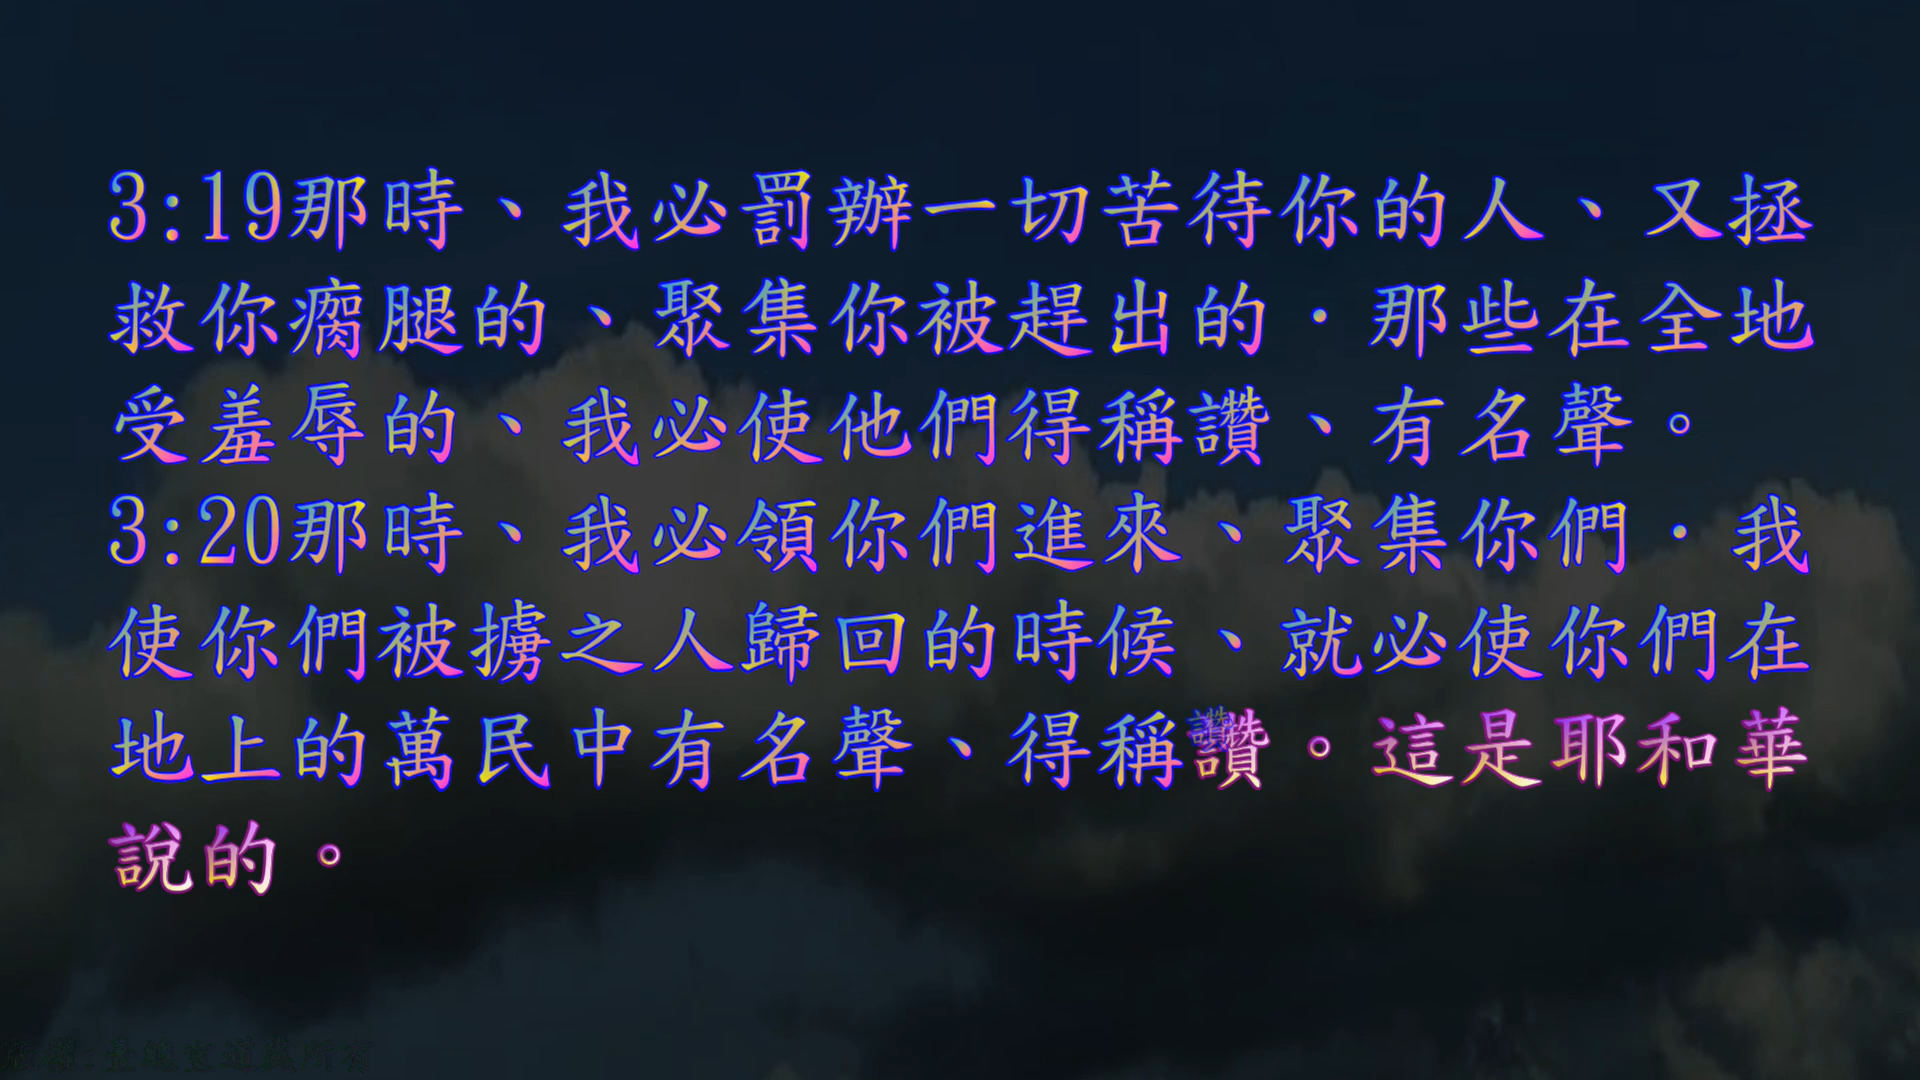 3:19那時、我必罰辦一切苦待你的人、又拯
救你瘸腿的、聚集你被趕出的．那些在全地
受羞辱的、我必使他們得稱讚、有名聲。
3:20那時、我必領你們進來、聚集你們．我
使你們被擄之人歸回的時候、就必使你們在
地上的萬民中有名聲、得稱讚。這是耶和華
說的。